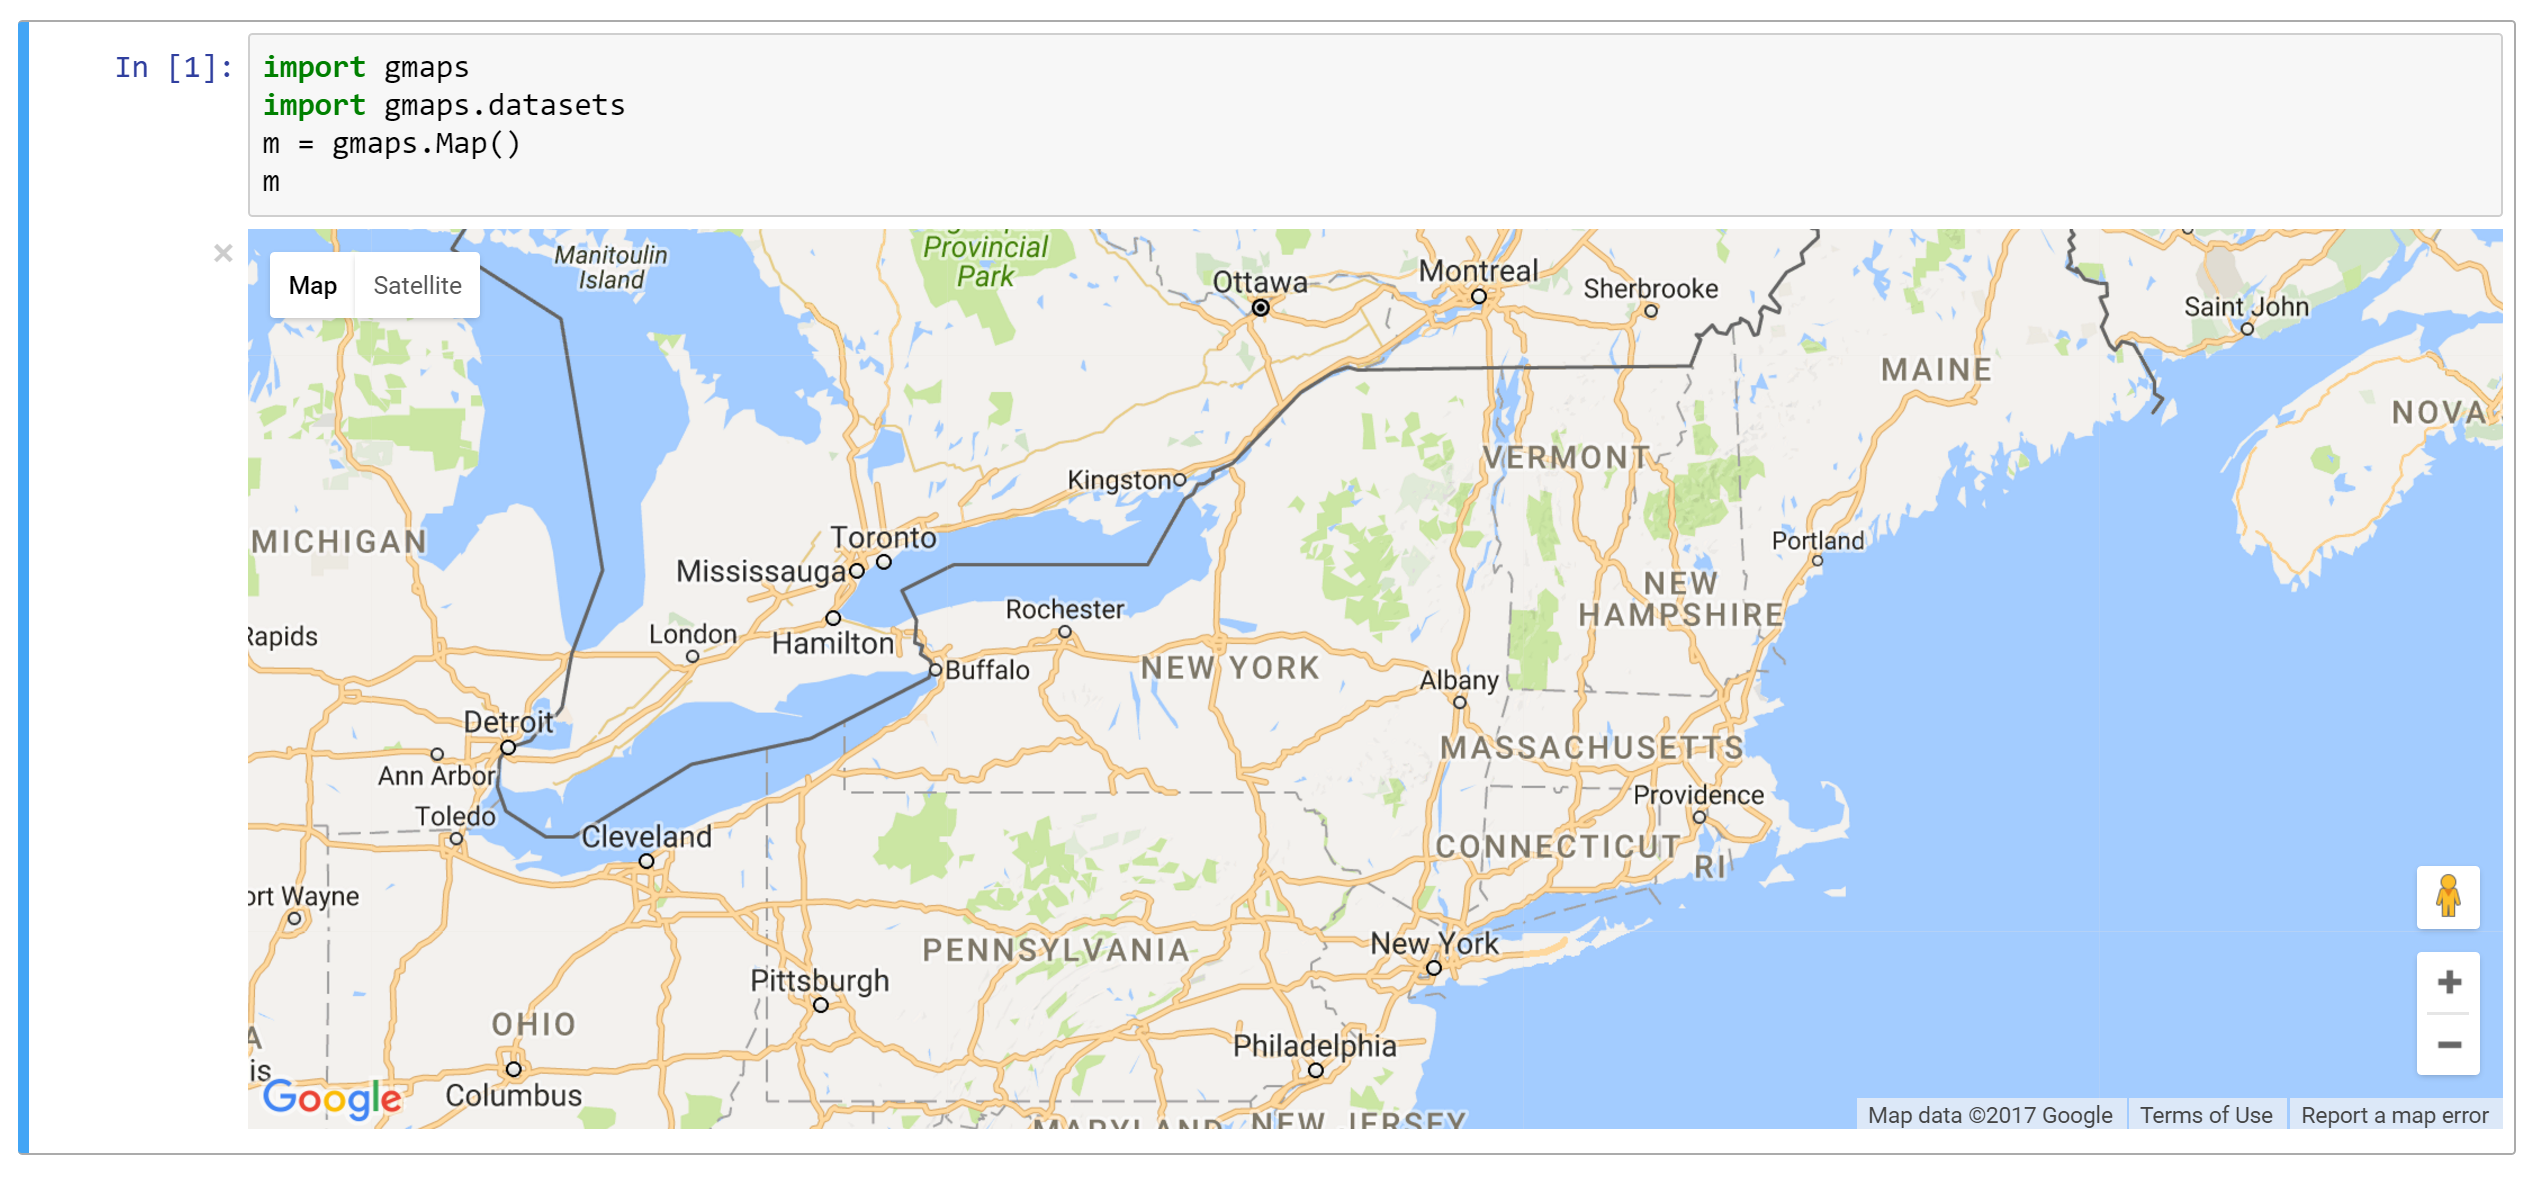 In [1]:
import gmaps
import gmaps.datasets
m = gmaps.Map()
m
×
Map
Satellite
Manitoulin
Island
Provincial
Park
Ottawa
Montreal
Sherbrooke
Saint John
MAINE
NOVA
VERMONT
Kingston
MICHIGAN
Toronto
Mississauga
Portland
NEW
HAMPSHIRE
Rochester
London
Hamilton
Rapids
Buffalo
NEW YORK
Albany
Detroit
MASSACHUSETTS
Ann Arbor
Toledo
Providence
Cleveland
CONNECTICUT
RI
ort Wayne
New York
PENNSYLVANIA
Pittsburgh
OHIO
A
is
Philadelphia
Google
Columbus
MARYLAND
NEW JERSEY
Map data ©2017 Google
Terms of Use
Report a map error